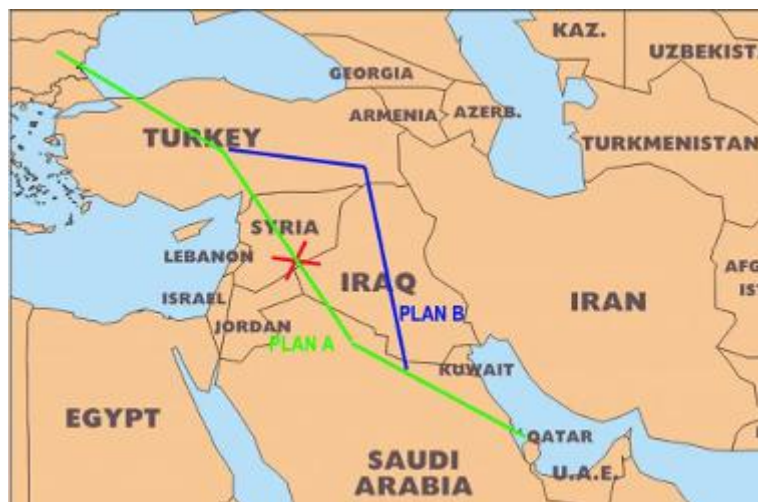 KAZ.
UZBEKIST
GEORGIA
ARMENIA
AZERB.
TURKEY
TURKMENISTAN
SYRIA
LEBANON
AFG
IST
IRAQ
IRAN
ISRAEL
PLAN B
JORDAN
PLAN A
KUWAIT
EGYPT
QATAR
SAUDI
ARABIA
U.A.E.